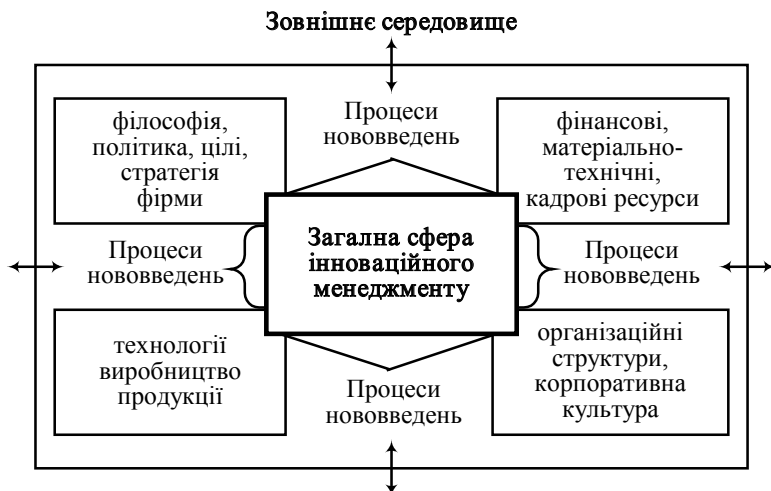 Зовнішнє середовище
філософія,
політика, цілі,
стратегія
фірми
Процеси
нововведень
фінансові,
матеріально-
технічні,
кадрові ресурси
Процеси
нововведень
Загална сфера
інноваційного
менеджменту
Процеси
нововведень
технології
виробництво
продукції
Процеси
нововведень
організаційні
структури,
корпоративна
культура